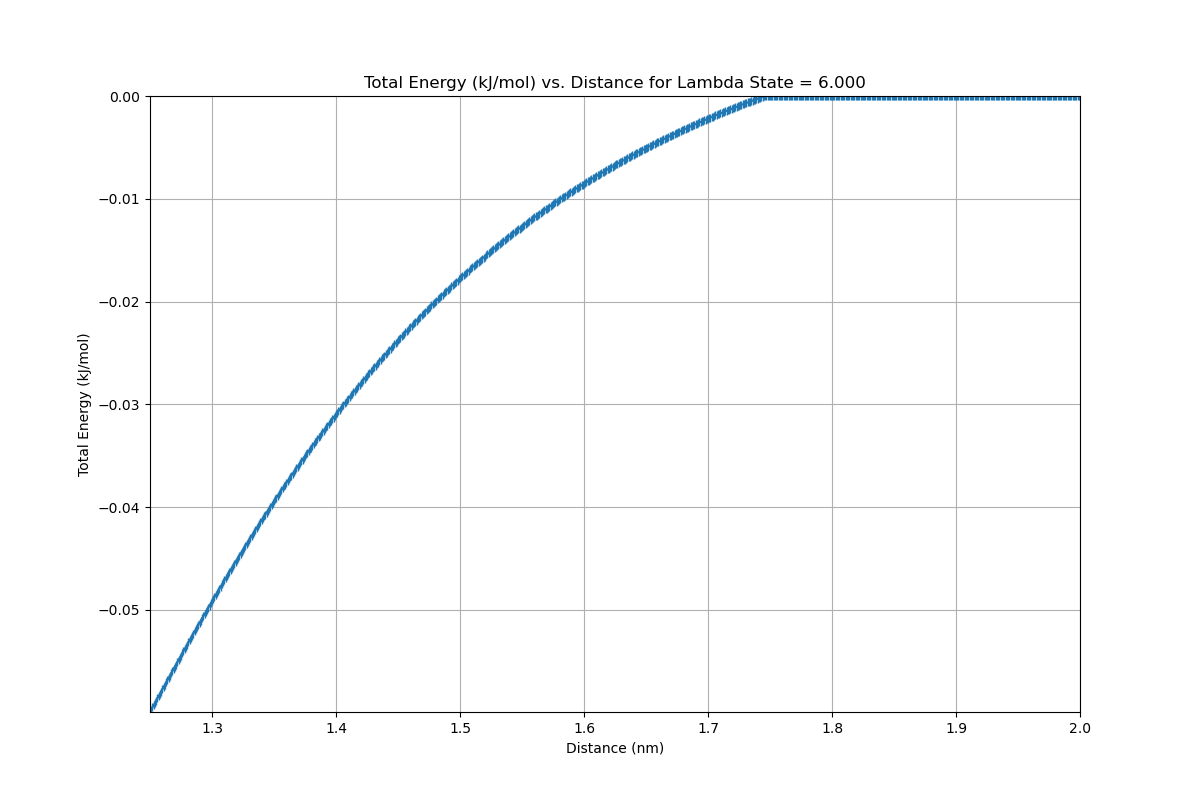 Total Energy (kJ/mol) vs. Distance for Lambda State = 6.000
0.00
−0.01
−0.02
−0.03
−0.04
−0.05
Total Energy (kJ/mol)
1.3 1.4 1.5 1.6 1.7 1.8 1.9 2.0
Distance (nm)